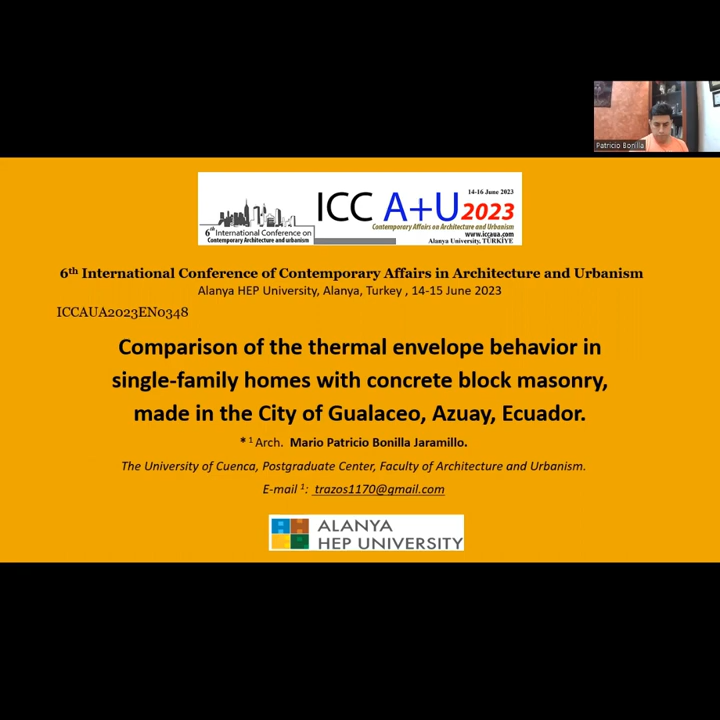 Patricio Bonilla
14-16 June 2023
ICC A+U 2023
6th International Conference on
Contemporary Architecture and urbanism
Contemporary Affairs on Architecture and Urbanism
www.iccaua.com
Alanya University, TÜRKİYE
6th International Conference of Contemporary Affairs in Architecture and Urbanism
Alanya HEP University, Alanya, Turkey , 14-15 June 2023
ICCAUA2023EN0348
Comparison of the thermal envelope behavior in
single-family homes with concrete block masonry,
made in the City of Gualaceo, Azuay, Ecuador.
* 1 Arch. Mario Patricio Bonilla Jaramillo.
The University of Cuenca, Postgraduate Center, Faculty of Architecture and Urbanism.
E-mail 1: trazos1170@gmail.com
ALANYA
HEP UNIVERSITY